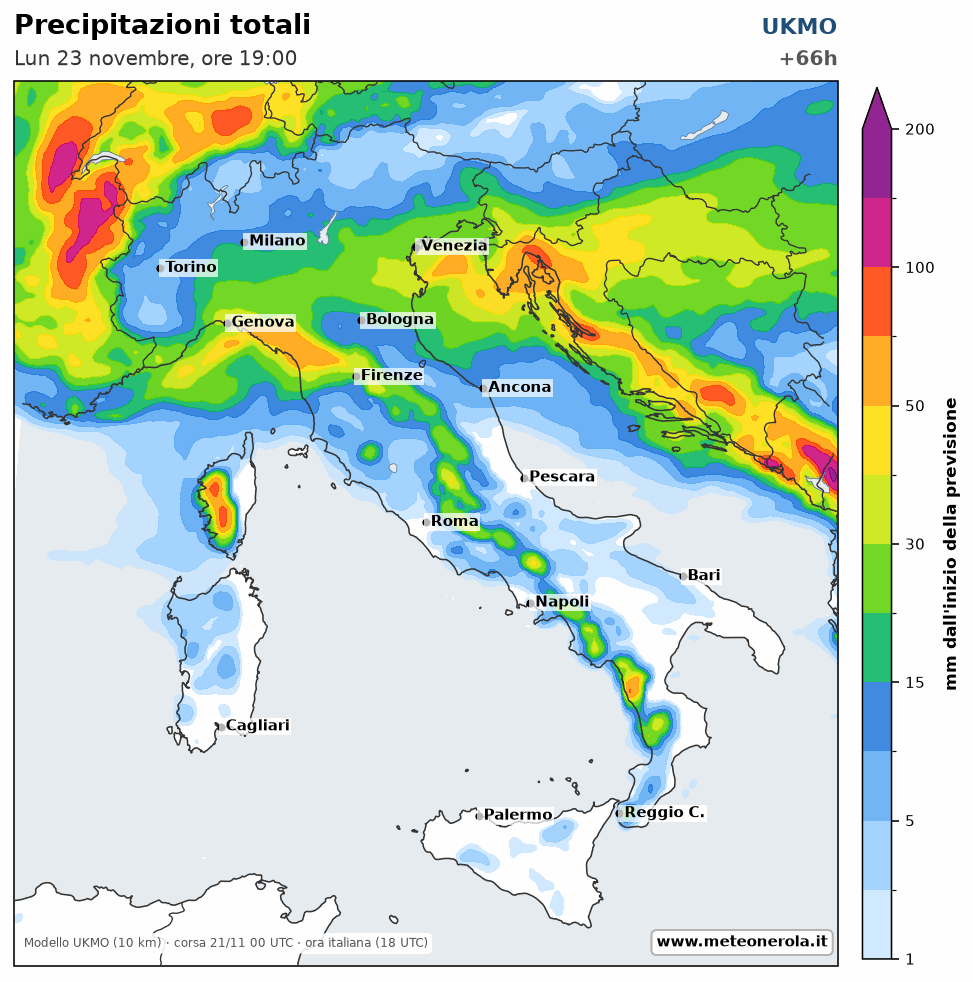 Precipitazioni totali
UKMO
Lun 23 novembre, ore 19:00
+66h
200
100
50
30
15
5
1
mm dall'inizio della previsione
Milano
Venezia
Torino
Genova
Bologna
Firenze
Ancona
Pescara
Roma
Bari
Napoli
Cagliari
Palermo
Reggio C.
Modello UKMO (10 km) · corsa 21/11 00 UTC · ora italiana (18 UTC)
www.meteonerola.it